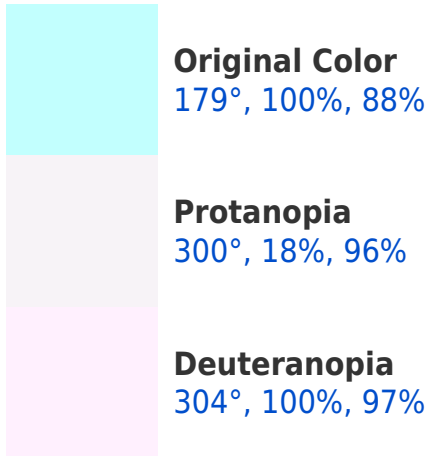 Original Color
179°, 100%, 88%
Protanopia
300°, 18%, 96%
Deuteranopia
304°, 100%, 97%